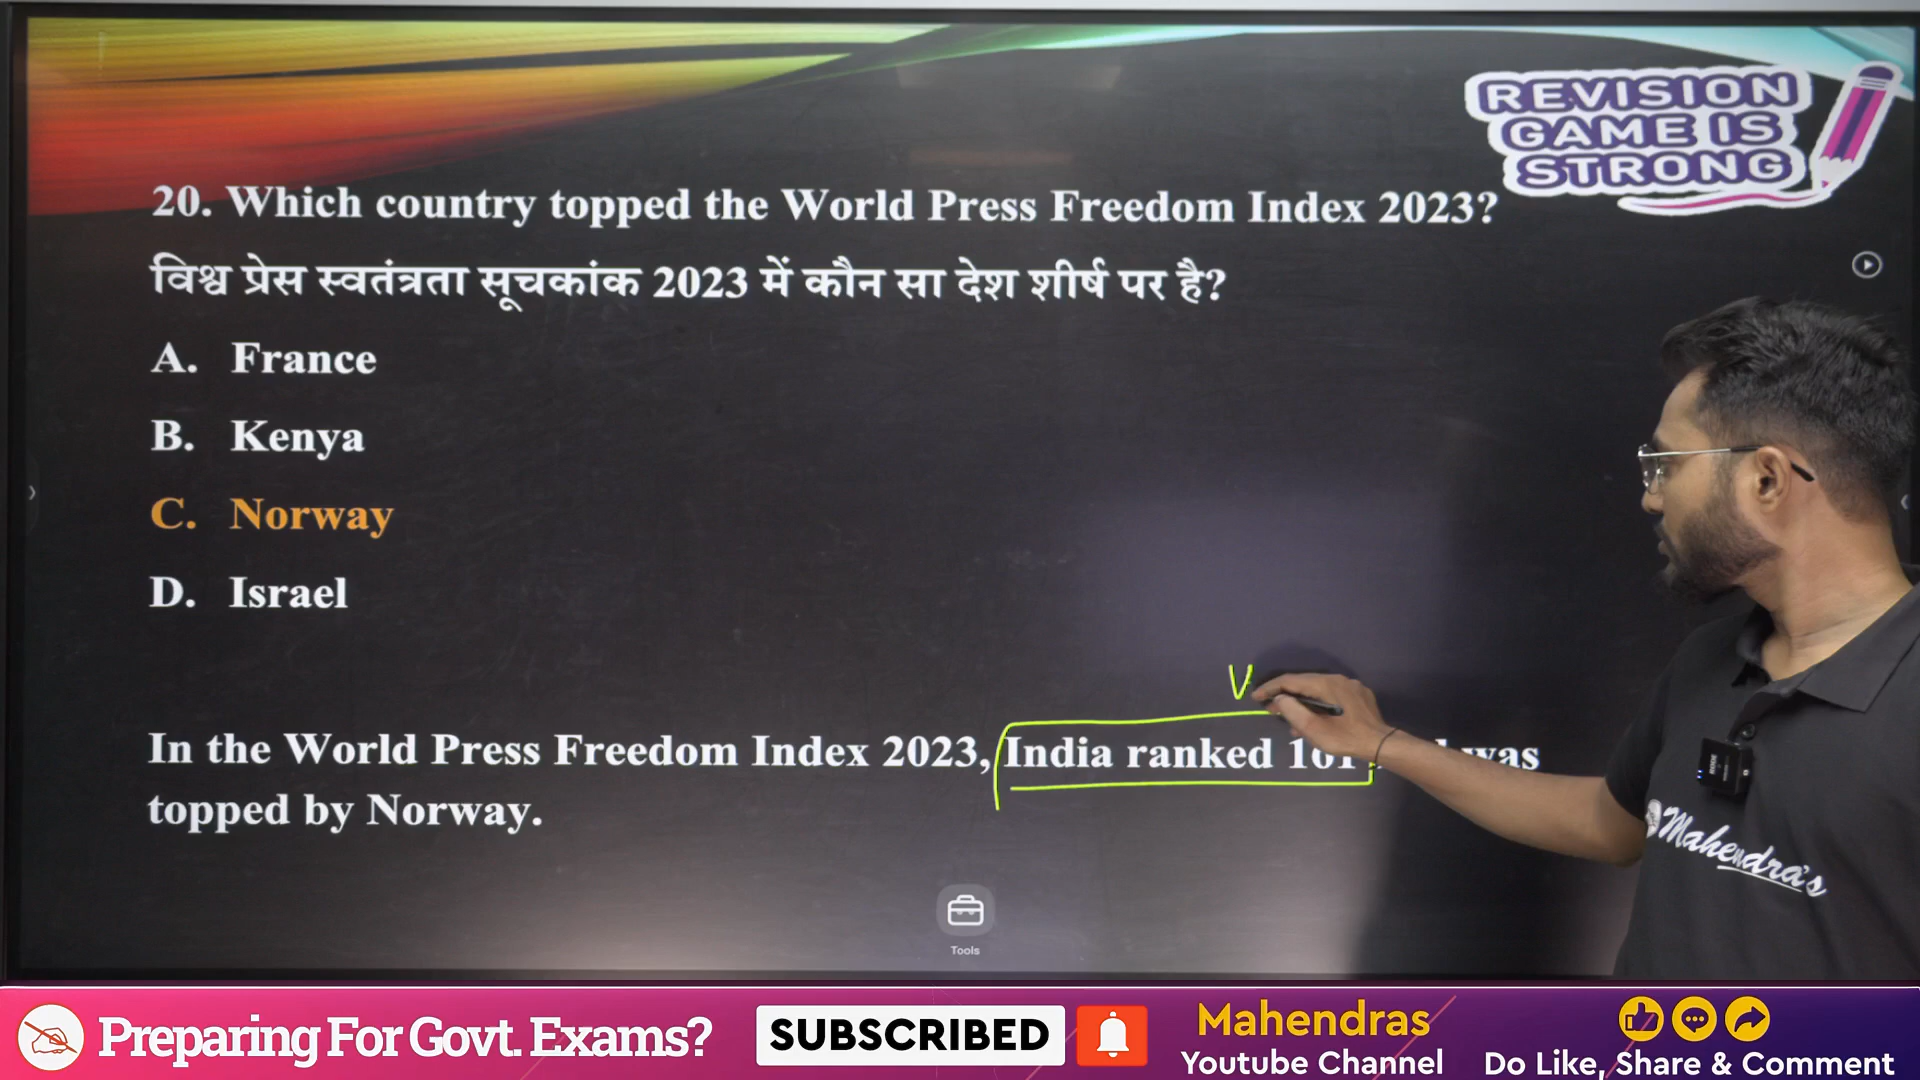 REVISION
GAME IS
STRONG
20. Which country topped the World Press Freedom Index 2023?
विश्व प्रेस स्वतंत्रता सूचकांक 2023 में कौन सा देश शीर्ष पर है?
A. France
B. Kenya
C. Norway
D. Israel
V
In the World Press Freedom Index 2023, India ranked 161 was
topped by Norway.
Tools
Mahendra's
Preparing For Govt. Exams?
SUBSCRIBED
Mahendras
Youtube Channel
Do Like, Share & Comment